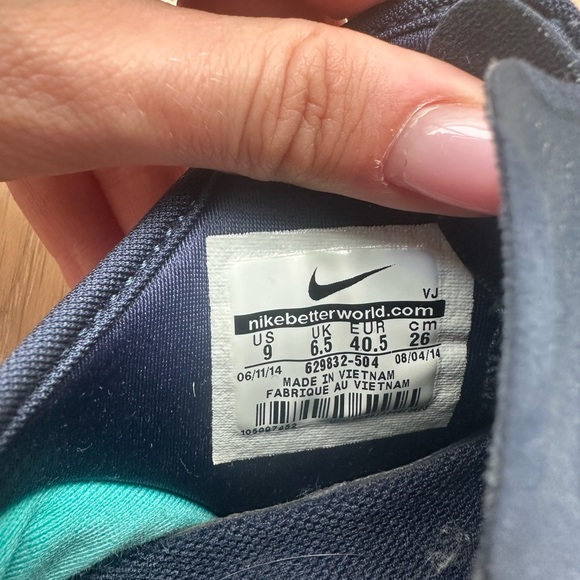 VJ
nikebetterworld.com
US UK EUR cm
9 6.5 40.5 26
629832-504
06/11/14 08/04/14
MADE IN VIETNAM
FABRIQUE AU VIETNAM